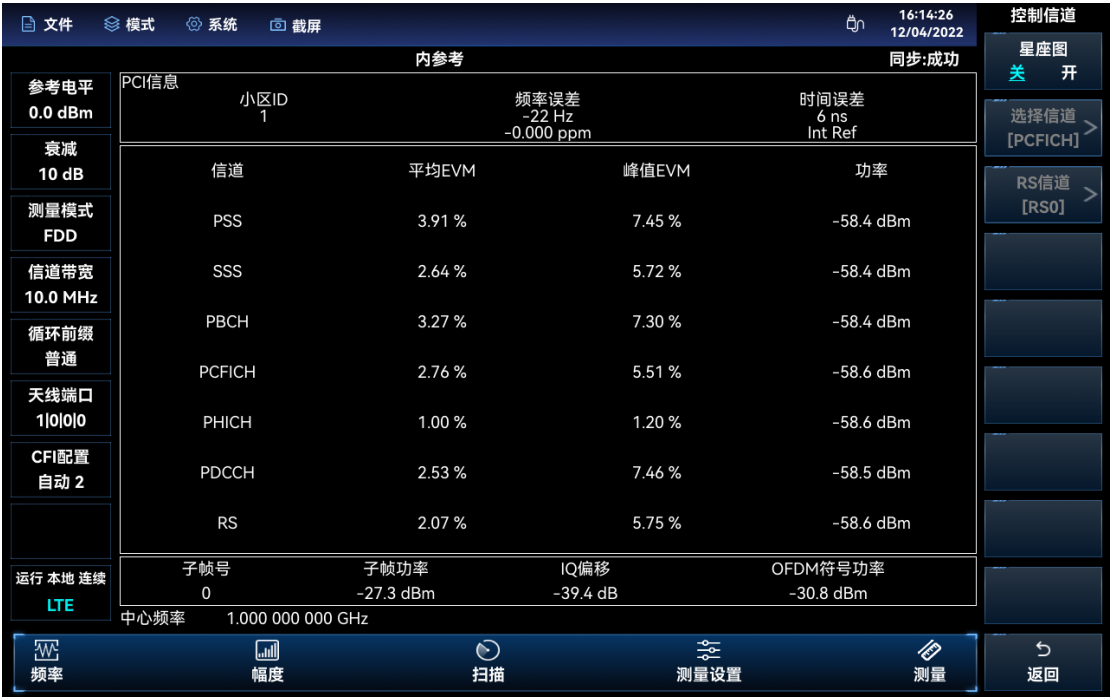 文件 模式 系统 截屏 16:14:26
12/04/2022
控制信道
内参考 同步:成功
参考电平
0.0 dBm
衰减
10 dB
测量模式
FDD
信道带宽
10.0 MHz
循环前缀
普通
天线端口
1|0|0|0
CFI配置
自动 2
运行 本地 连续
LTE
PCI信息
小区ID 频率误差 时间误差
1 -22 Hz 6 ns
-0.000 ppm Int Ref
信道 平均EVM 峰值EVM 功率
PSS 3.91 % 7.45 % -58.4 dBm
SSS 2.64 % 5.72 % -58.4 dBm
PBCH 3.27 % 7.30 % -58.4 dBm
PCFICH 2.76 % 5.51 % -58.6 dBm
PHICH 1.00 % 1.20 % -58.6 dBm
PDCCH 2.53 % 7.46 % -58.5 dBm
RS 2.07 % 5.75 % -58.6 dBm
子帧号 子帧功率 IQ偏移 OFDM符号功率
0 -27.3 dBm -39.4 dB -30.8 dBm
中心频率 1.000 000 000 GHz
星座图
关 开
选择信道
[PCFICH] >
RS信道
[RS0] >
频率 幅度 扫描 测量设置 测量 返回